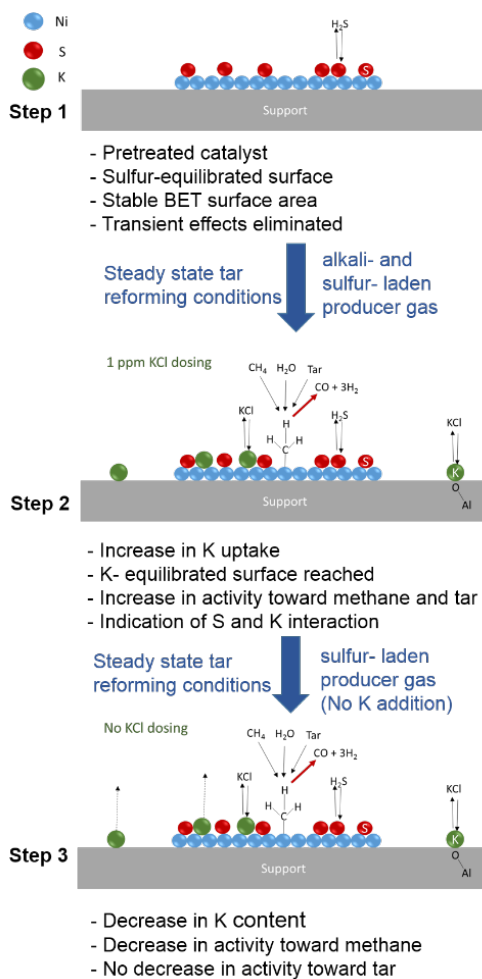 Ni
S
K
H2S
S
Step 1
Support
- Pretreated catalyst
- Sulfur-equilibrated surface
- Stable BET surface area
- Transient effects eliminated
Steady state tar
reforming conditions
alkali- and
sulfur- laden
producer gas
1 ppm KCl dosing
CH4 H2O Tar
CO + 3H2
KCl
H
H2S
KCl
H C H
S
K
O
Al
Support
Step 2
- Increase in K uptake
- K- equilibrated surface reached
- Increase in activity toward methane and tar
- Indication of S and K interaction
Steady state tar
reforming conditions
sulfur- laden
producer gas
(No K addition)
No KCl dosing
CH4 H2O Tar
CO + 3H2
KCl
H
H2S
KCl
H C H
S
K
O
Al
Step 3
Support
- Decrease in K content
- Decrease in activity toward methane
- No decrease in activity toward tar